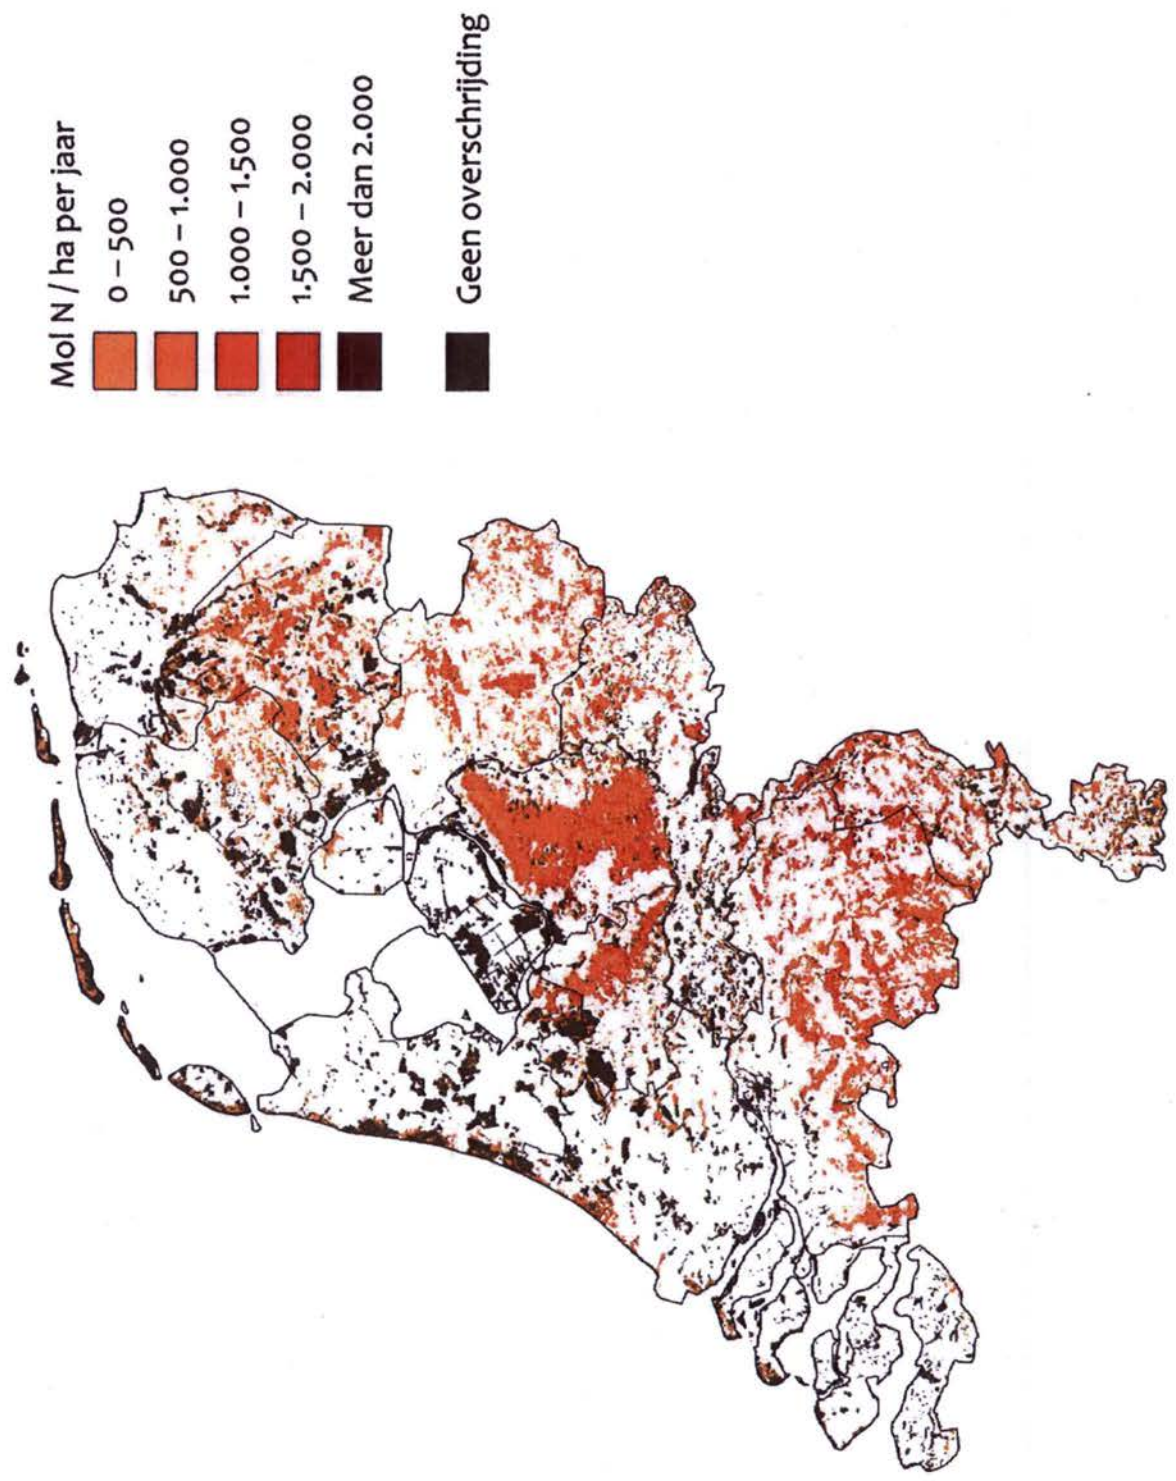 Mol N / ha per jaar
0 – 500
500 – 1.000
1.000 – 1.500
1.500 – 2.000
Meer dan 2.000
Geen overschrijding